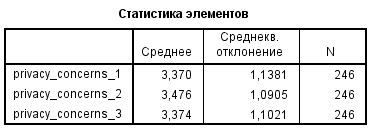 Статистика элементов
Среднее Среднекв. отклонение N
privacy_concerns_1 3,370 1,1381 246
privacy_concerns_2 3,476 1,0905 246
privacy_concerns_3 3,374 1,1021 246